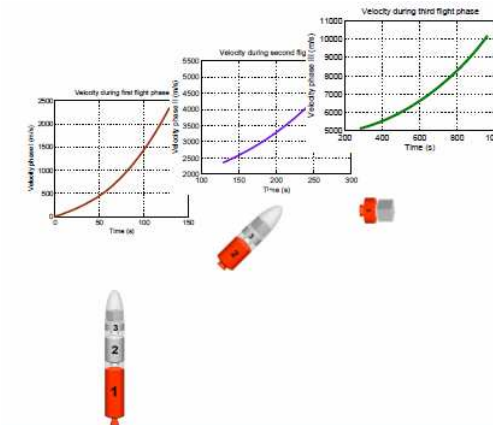 Velocity during third flight phase
11000
10000
9000
8000
7000
6000
5000
Velocity phase III (m/s)
200 400 600 800
Time (s)
Velocity during second flig
5500
5000
4500
4000
3500
3000
2500
2000
Velocity phase II (m/s)
100 150 200 250 300
Velocity during first flight phase
2500
2000
1500
1000
500
0
Velocity phase I (m/s)
0 50 100 150
Time (s)
3
2
3
2
1